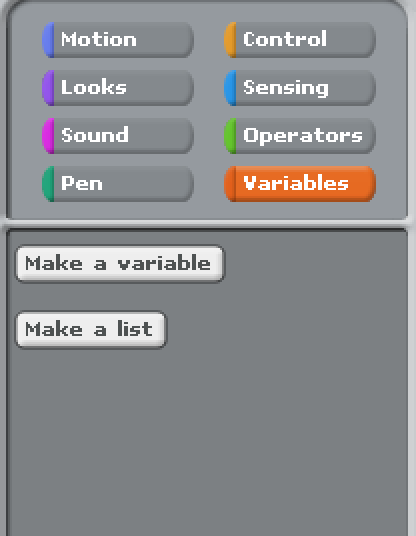 Motion
Control
Looks
Sensing
Sound
Operators
Pen
Variables
Make a variable
Make a list